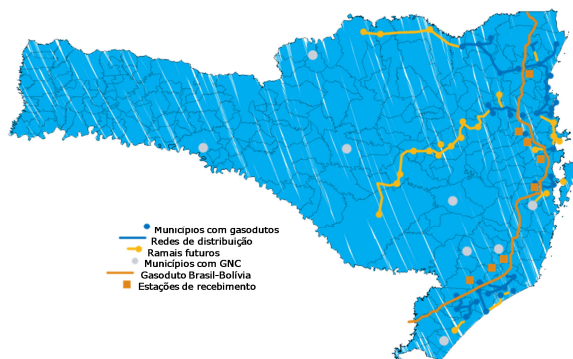 Municípios com gasodutos
Redes de distribuição
Ramais futuros
Municípios com GNC
Gasoduto Brasil-Bolívia
Estações de recebimento